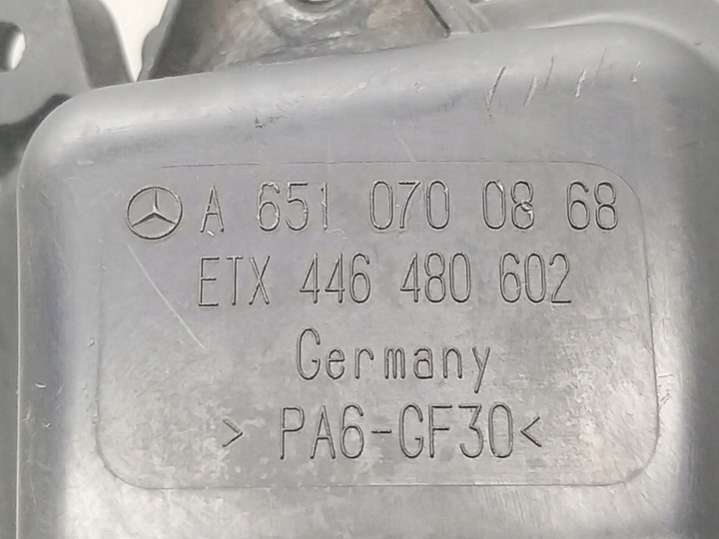 A 651 070 08 68
ETX 446 480 602
Germany
> PA6-GF30<